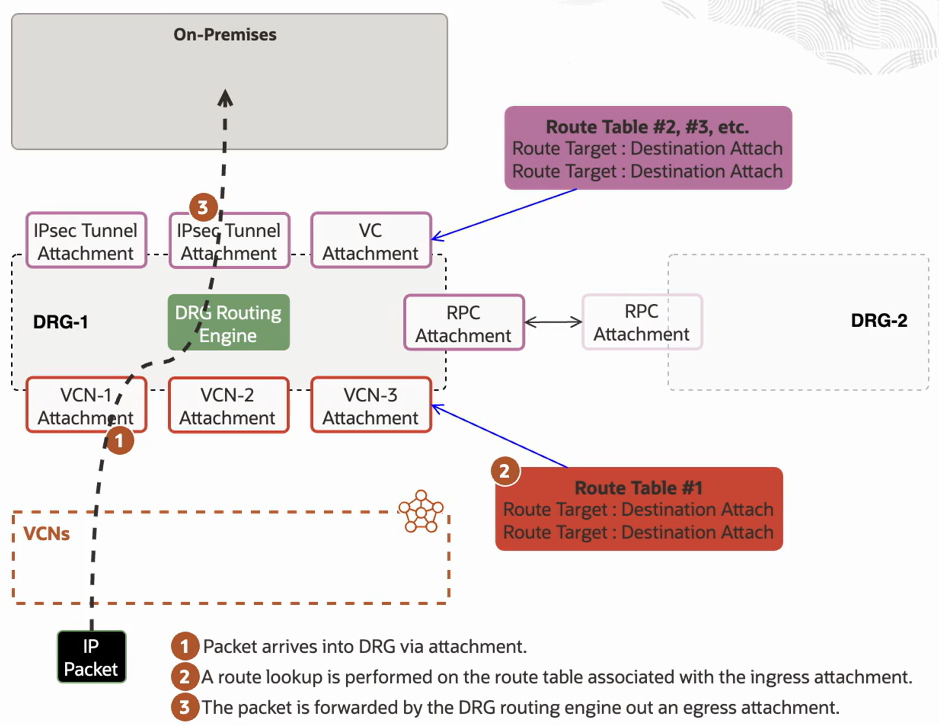 On-Premises
Route Table #2, #3, etc.
Route Target : Destination Attach
Route Target : Destination Attach
3
IPsec Tunnel
Attachment
IPsec Tunnel
Attachment
VC
Attachment
DRG-1
DRG Routing
Engine
RPC
Attachment
RPC
Attachment
DRG-2
VCN-1
Attachment
VCN-2
Attachment
VCN-3
Attachment
1
2
Route Table #1
Route Target : Destination Attach
Route Target : Destination Attach
VCNs
IP
Packet
1 Packet arrives into DRG via attachment.
2 A route lookup is performed on the route table associated with the ingress attachment.
3 The packet is forwarded by the DRG routing engine out an egress attachment.